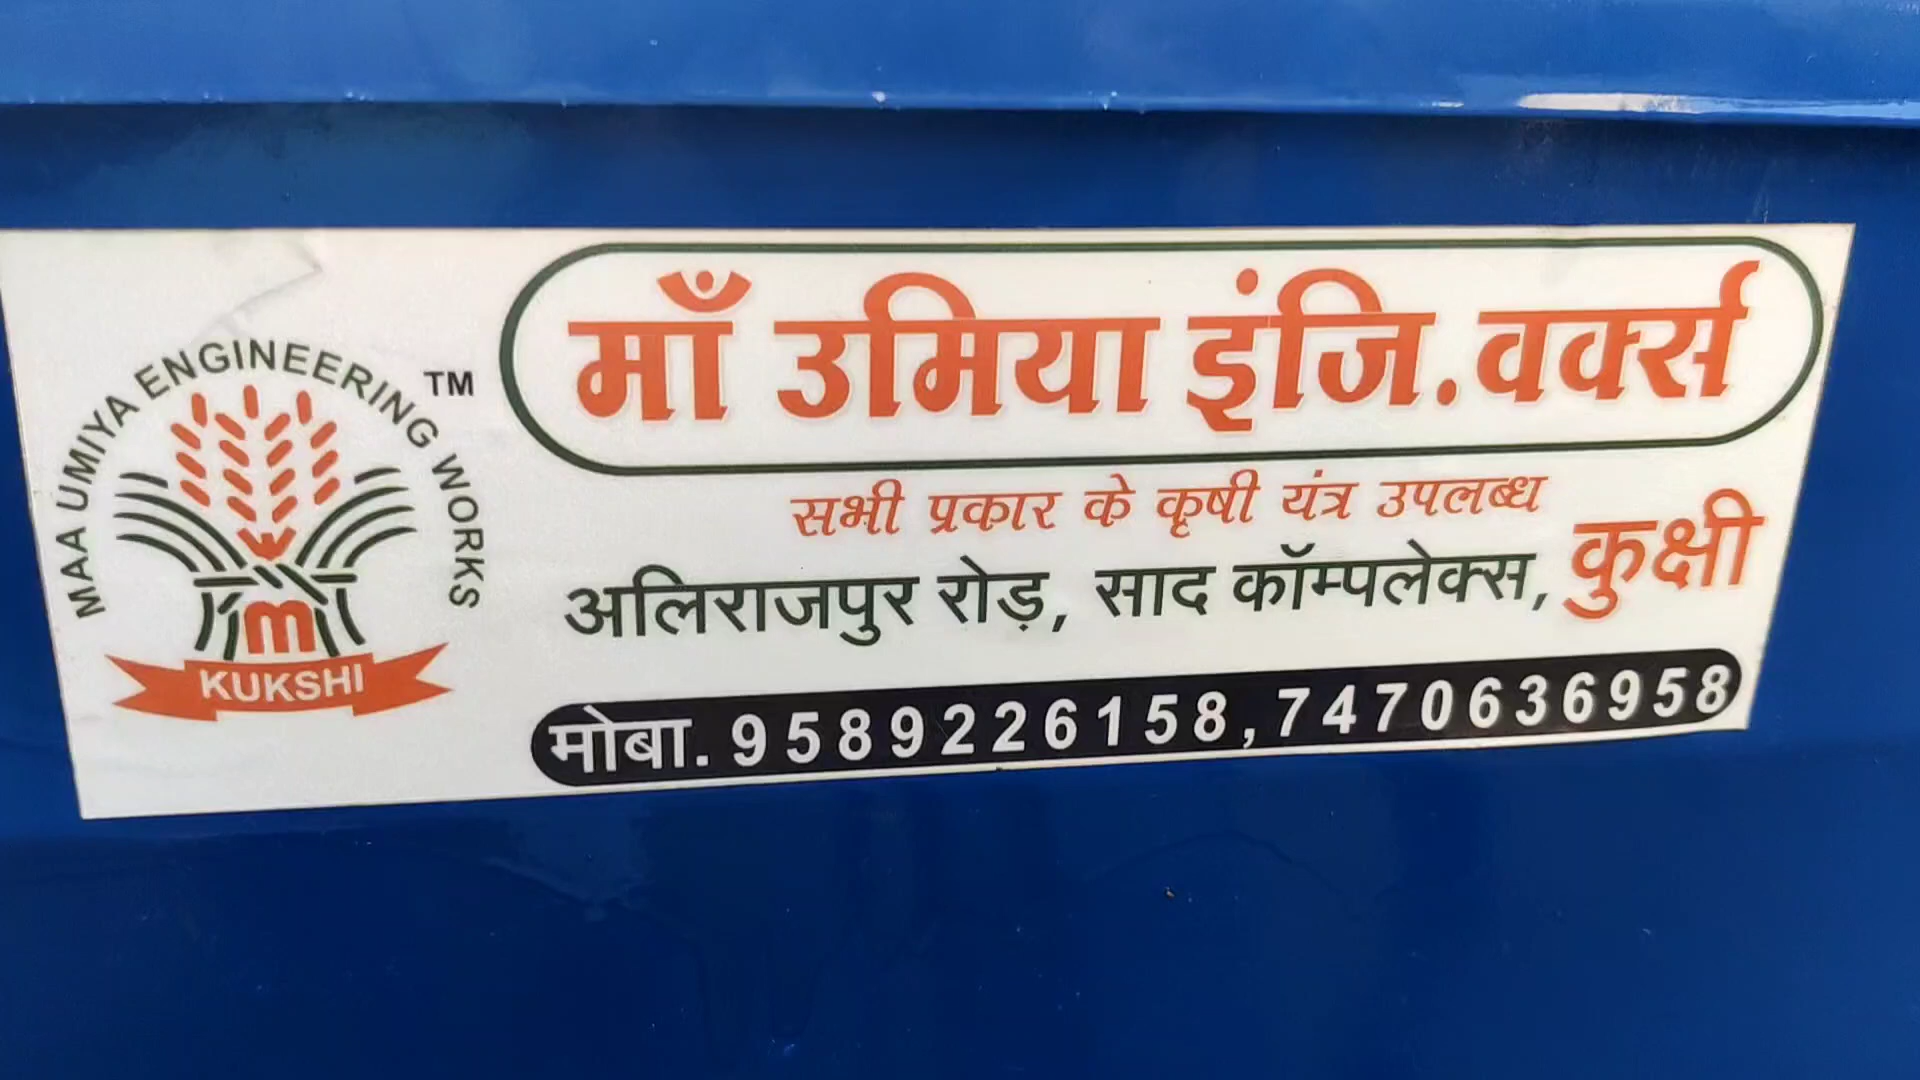 MAA UMIYA ENGINEERING WORKS
TM
m
KUKSHI
माँ उमिया इंजि. वर्क्स
सभी प्रकार के कृषी यंत्र उपलब्ध
अलिराजपुर रोड़, साद कॉम्पलेक्स, कुक्षी
मोबा. 9589226158, 7470636958